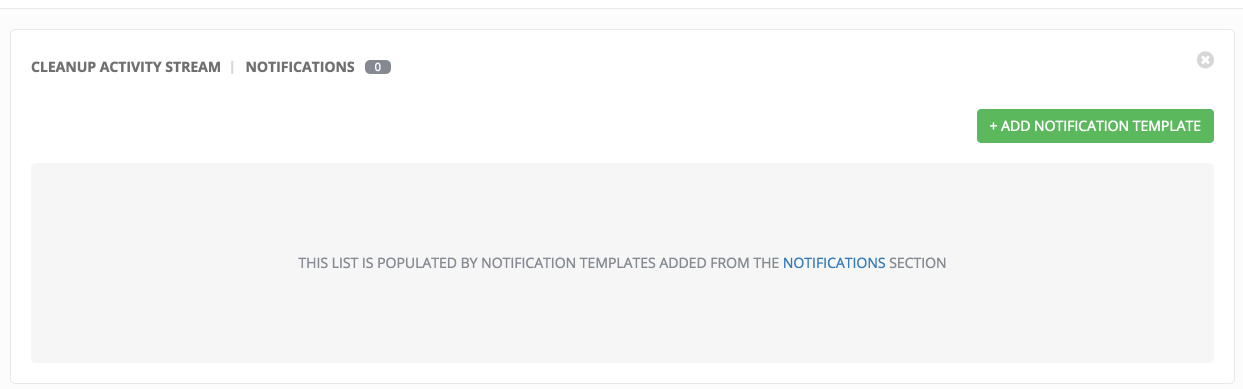 CLEANUP ACTIVITY STREAM | NOTIFICATIONS 0
+ ADD NOTIFICATION TEMPLATE
THIS LIST IS POPULATED BY NOTIFICATION TEMPLATES ADDED FROM THE NOTIFICATIONS SECTION